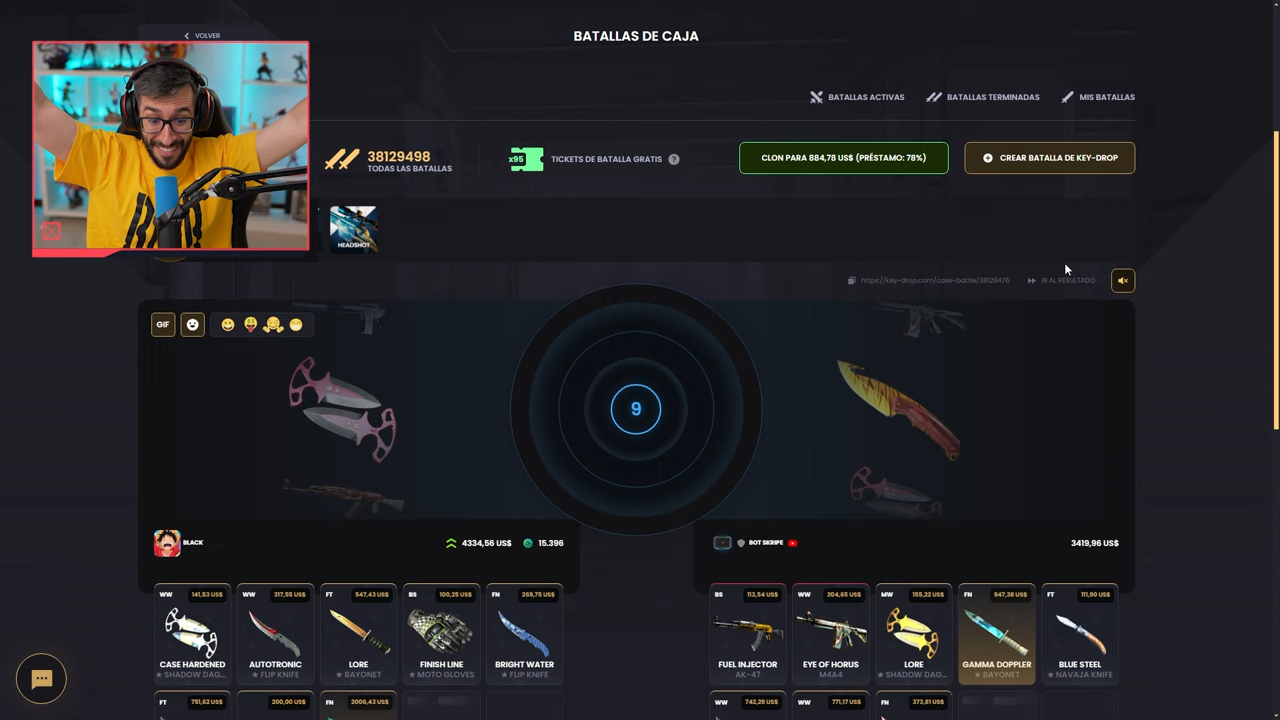 VOLVER
BATALLAS DE CAJA
BATALLAS ACTIVAS
BATALLAS TERMINADAS
MIS BATALLAS
38129498
TODAS LAS BATALLAS
x95
TICKETS DE BATALLA GRATIS
?
CLON PARA 884,78 US$ (PRÉSTAMO: 78%)
CREAR BATALLA DE KEY-DROP
HEADSHOT
https://key-drop.com/case-battle/38129476
IR AL RESULTADO
GIF
9
BLACK
4334,56 US$
15.396
BOT SKRIPE
3419,96 US$
WW 141,53 US$
CASE HARDENED
★ SHADOW DAG...
WW 317,55 US$
AUTOTRONIC
★ FLIP KNIFE
FT 547,43 US$
LORE
★ BAYONET
BS 100,25 US$
FINISH LINE
★ MOTO GLOVES
FN 269,75 US$
BRIGHT WATER
★ FLIP KNIFE
BS 113,54 US$
FUEL INJECTOR
AK-47
WW 204,65 US$
EYE OF HORUS
M4A4
MW 155,22 US$
LORE
★ SHADOW DAG...
FN 947,38 US$
GAMMA DOPPLER
★ BAYONET
FT 111,90 US$
BLUE STEEL
★ NAVAJA KNIFE
FT 751,62 US$
WW 200,00 US$
FN 2006,43 US$
WW 742,29 US$
WW 771,17 US$
FN 373,81 US$